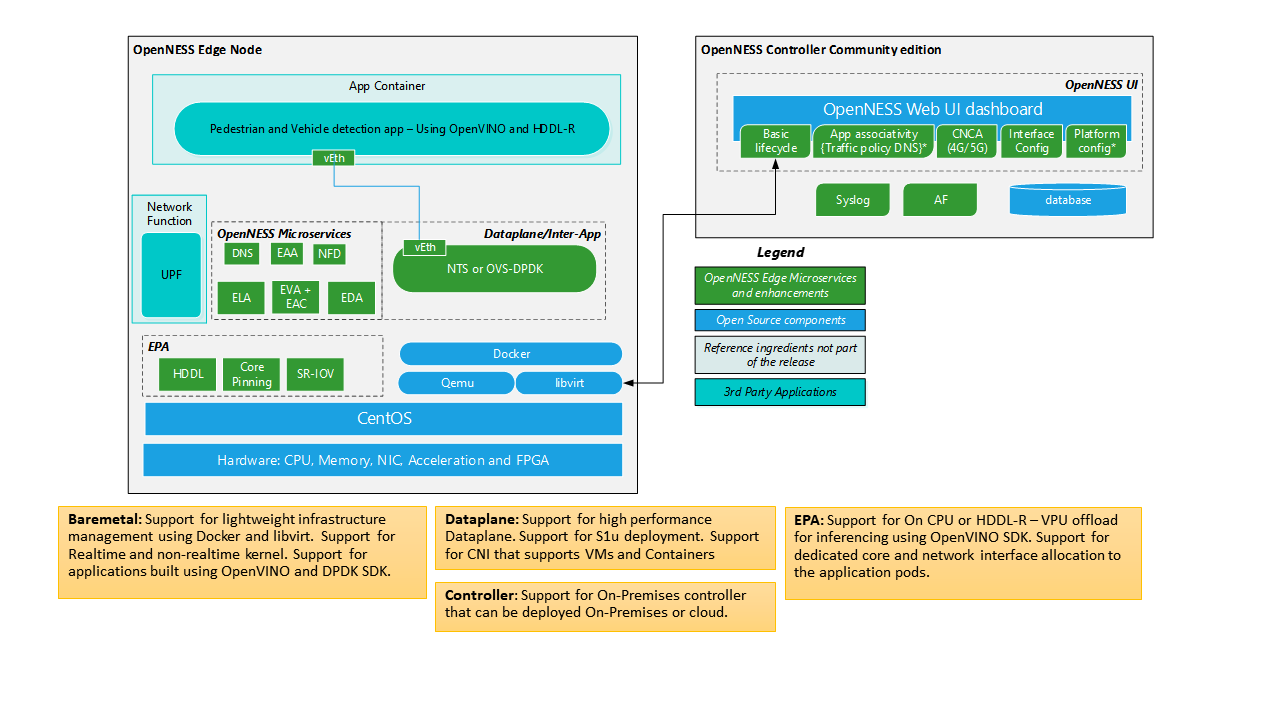 OpenNESS Edge Node
App Container
Pedestrian and Vehicle detection app – Using OpenVINO and HDDL-R
vEth
Network
Function
UPF
OpenNESS Microservices
DNS
EAA
NFD
ELA
EVA +
EAC
EDA
Dataplane/Inter-App
vEth
NTS or OVS-DPDK
EPA
HDDL
Core
Pinning
SR-IOV
Docker
Qemu
libvirt
CentOS
Hardware: CPU, Memory, NIC, Acceleration and FPGA
OpenNESS Controller Community edition
OpenNESS UI
OpenNESS Web UI dashboard
Basic
lifecycle
App associativity
{Traffic policy DNS}*
CNCA
(4G/5G)
Interface
Config
Platform
config*
Syslog
AF
database
Legend
OpenNESS Edge Microservices
and enhancements
Open Source components
Reference ingredients not part
of the release
3rd Party Applications
Baremetal: Support for lightweight infrastructure
management using Docker and libvirt. Support for
Realtime and non-realtime kernel. Support for
applications built using OpenVINO and DPDK SDK.
Dataplane: Support for high performance
Dataplane. Support for S1u deployment. Support
for CNI that supports VMs and Containers
Controller: Support for On-Premises controller
that can be deployed On-Premises or cloud.
EPA: Support for On CPU or HDDL-R – VPU offload
for inferencing using OpenVINO SDK. Support for
dedicated core and network interface allocation to
the application pods.